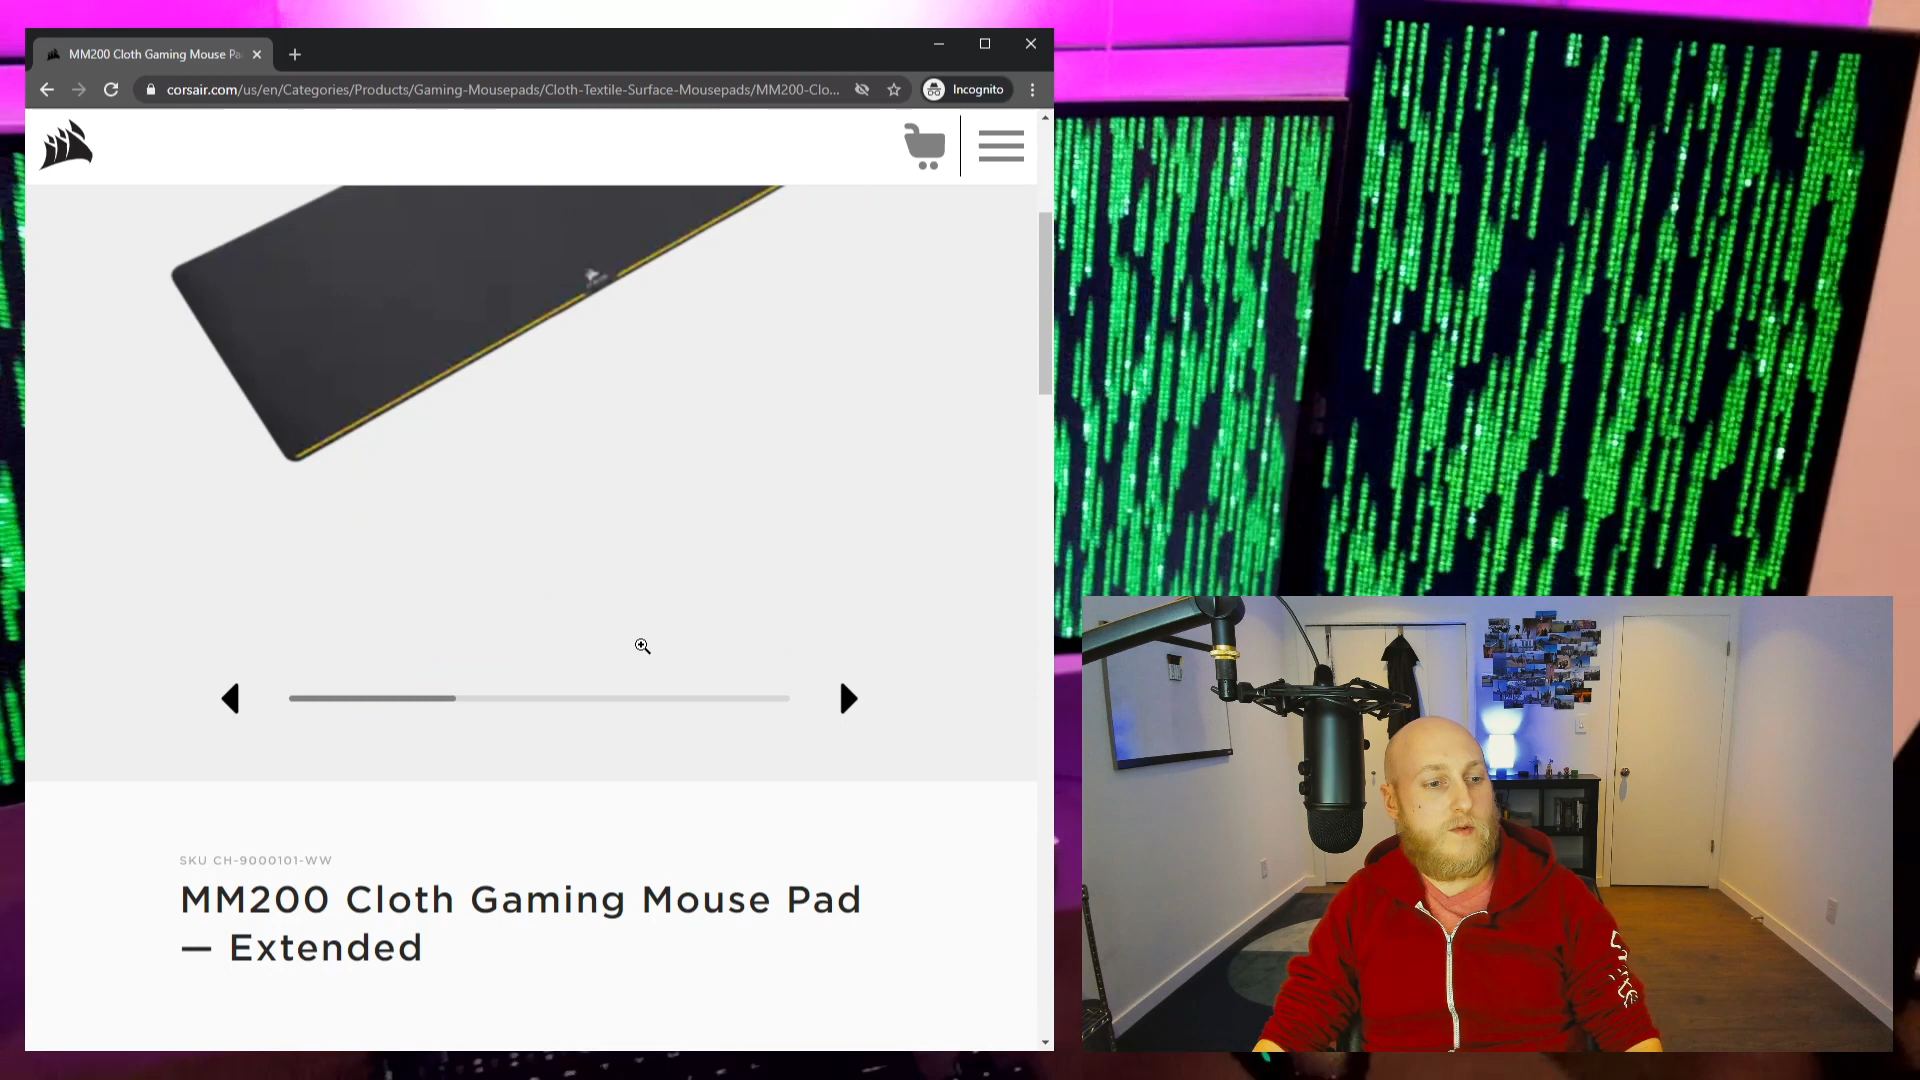 MM200 Cloth Gaming Mouse Pa
corsair.com/us/en/Categories/Products/Gaming-Mousepads/Cloth-Textile-Surface-Mousepads/MM200-Clo...
Incognito
SKU CH-9000101-WW
MM200 Cloth Gaming Mouse Pad
— Extended